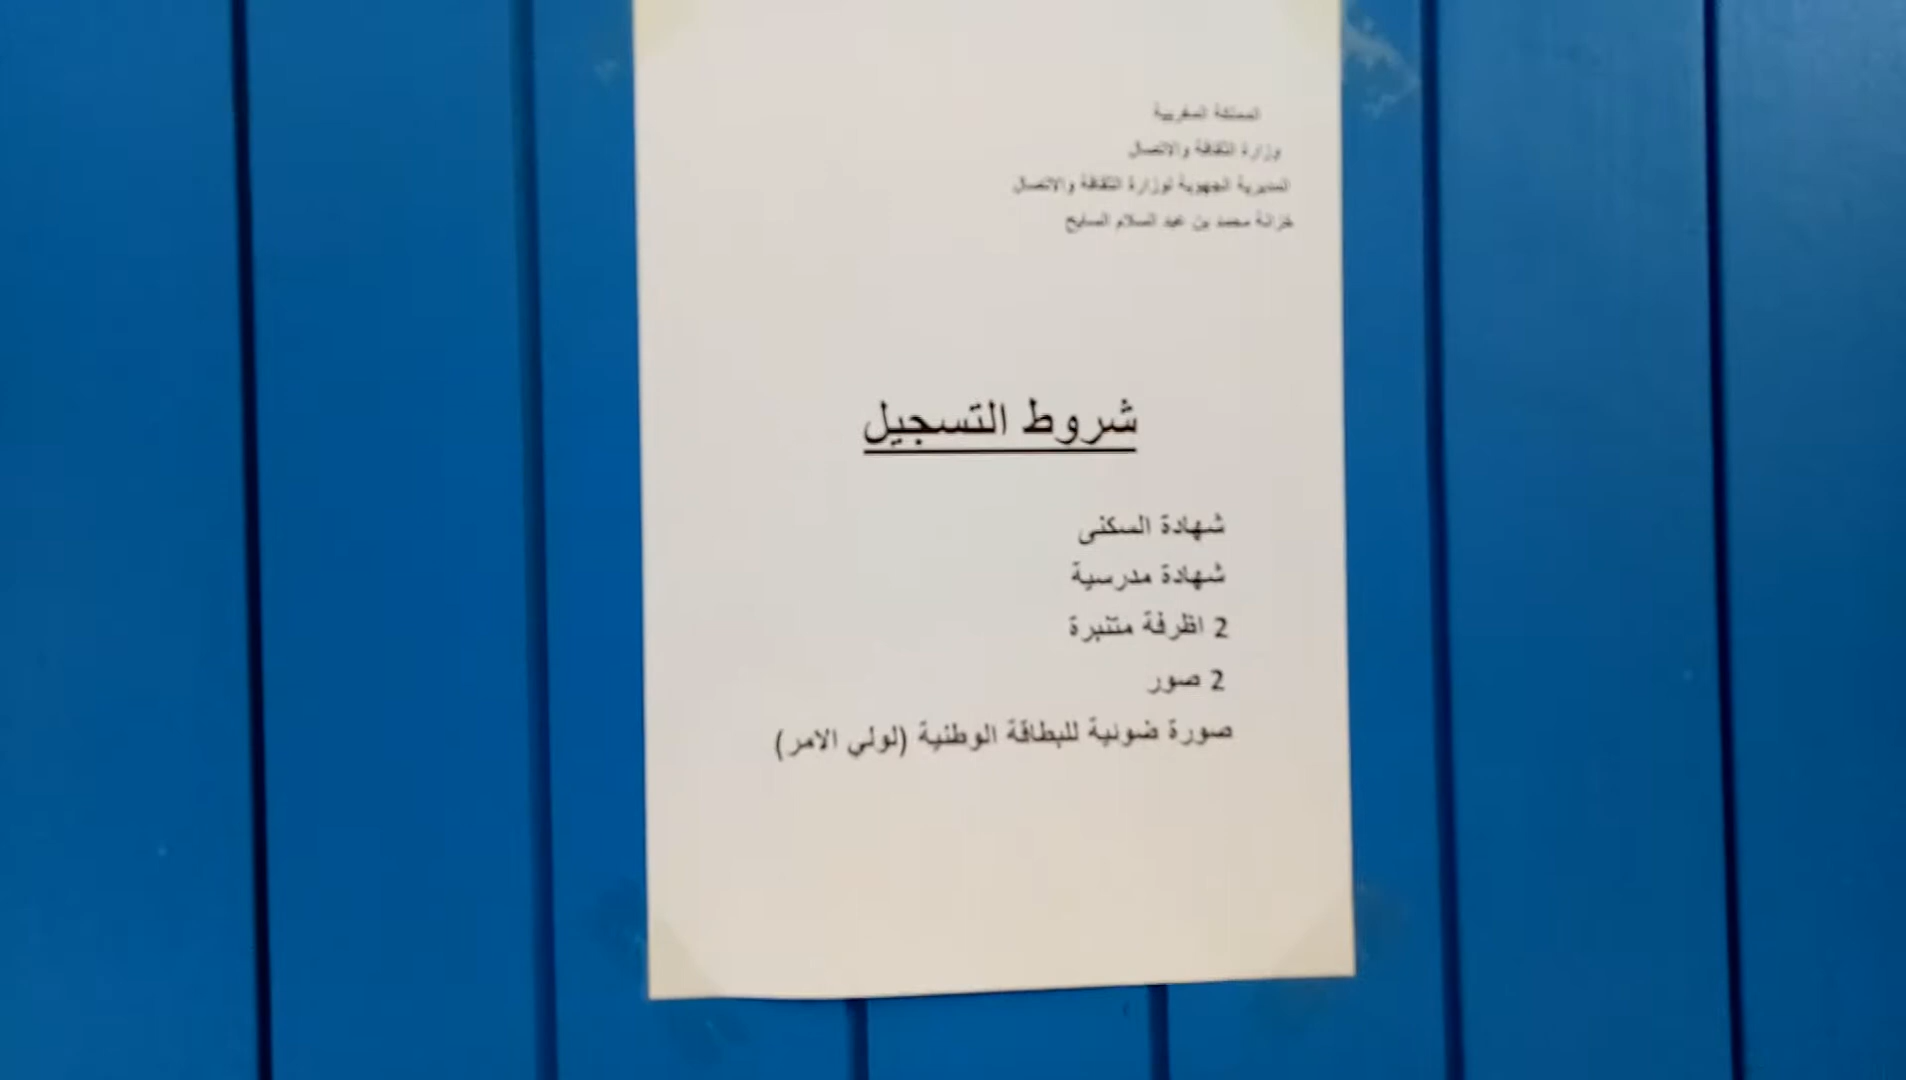 المملكة المغربية
وزارة الثقافة والاتصال
المديرية الجهوية لوزارة الثقافة والاتصال
خزانة محمد بن عبد السلام السايح
شروط التسجيل
شهادة السكنى
شهادة مدرسية
2 اظرفة متنبرة
2 صور
صورة ضوئية للبطاقة الوطنية (لولي الامر)